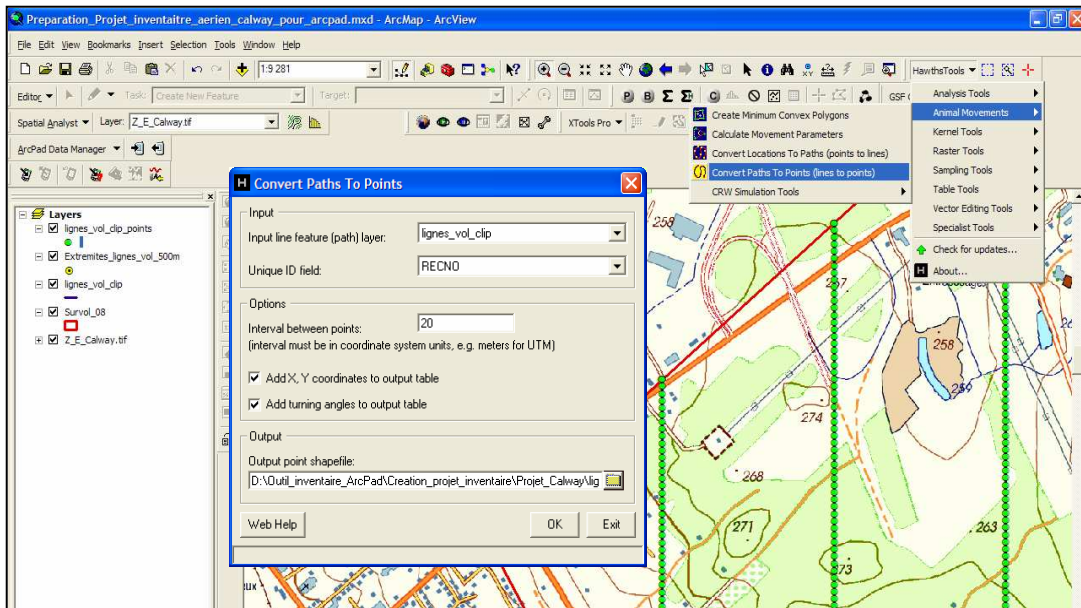 Preparation_Projet_inventaitre_aerien_calway_pour_arcpad.mxd - ArcMap - ArcView
File Edit View Bookmarks Insert Selection Tools Window Help
1:9 281
HawthsTools
Editor Task: Create New Feature Target:
GSF
Spatial Analyst Layer: Z_E_Calway.tif
XTools Pro
ArcPad Data Manager
Analysis Tools
Animal Movements
Kernel Tools
Raster Tools
Sampling Tools
Table Tools
Vector Editing Tools
Specialist Tools
Check for updates...
About...
Create Minimum Convex Polygons
Calculate Movement Parameters
Convert Locations To Paths (points to lines)
Convert Paths To Points (lines to points)
CRW Simulation Tools
Layers
lignes_vol_clip_points
Extremites_lignes_vol_500m
lignes_vol_clip
Survol_08
Z_E_Calway.tif
Convert Paths To Points
Input
Input line feature (path) layer:
lignes_vol_clip
Unique ID field:
RECNO
Options
Interval between points:
20
(interval must be in coordinate system units, e.g. meters for UTM)
Add X, Y coordinates to output table
Add turning angles to output table
Output
Output point shapefile:
D:\Outil_inventaire_ArcPad\Creation_projet_inventaire\Projet_Calway\lig
Web Help
OK
Exit
258
267
258
259
274
268
271
263
273